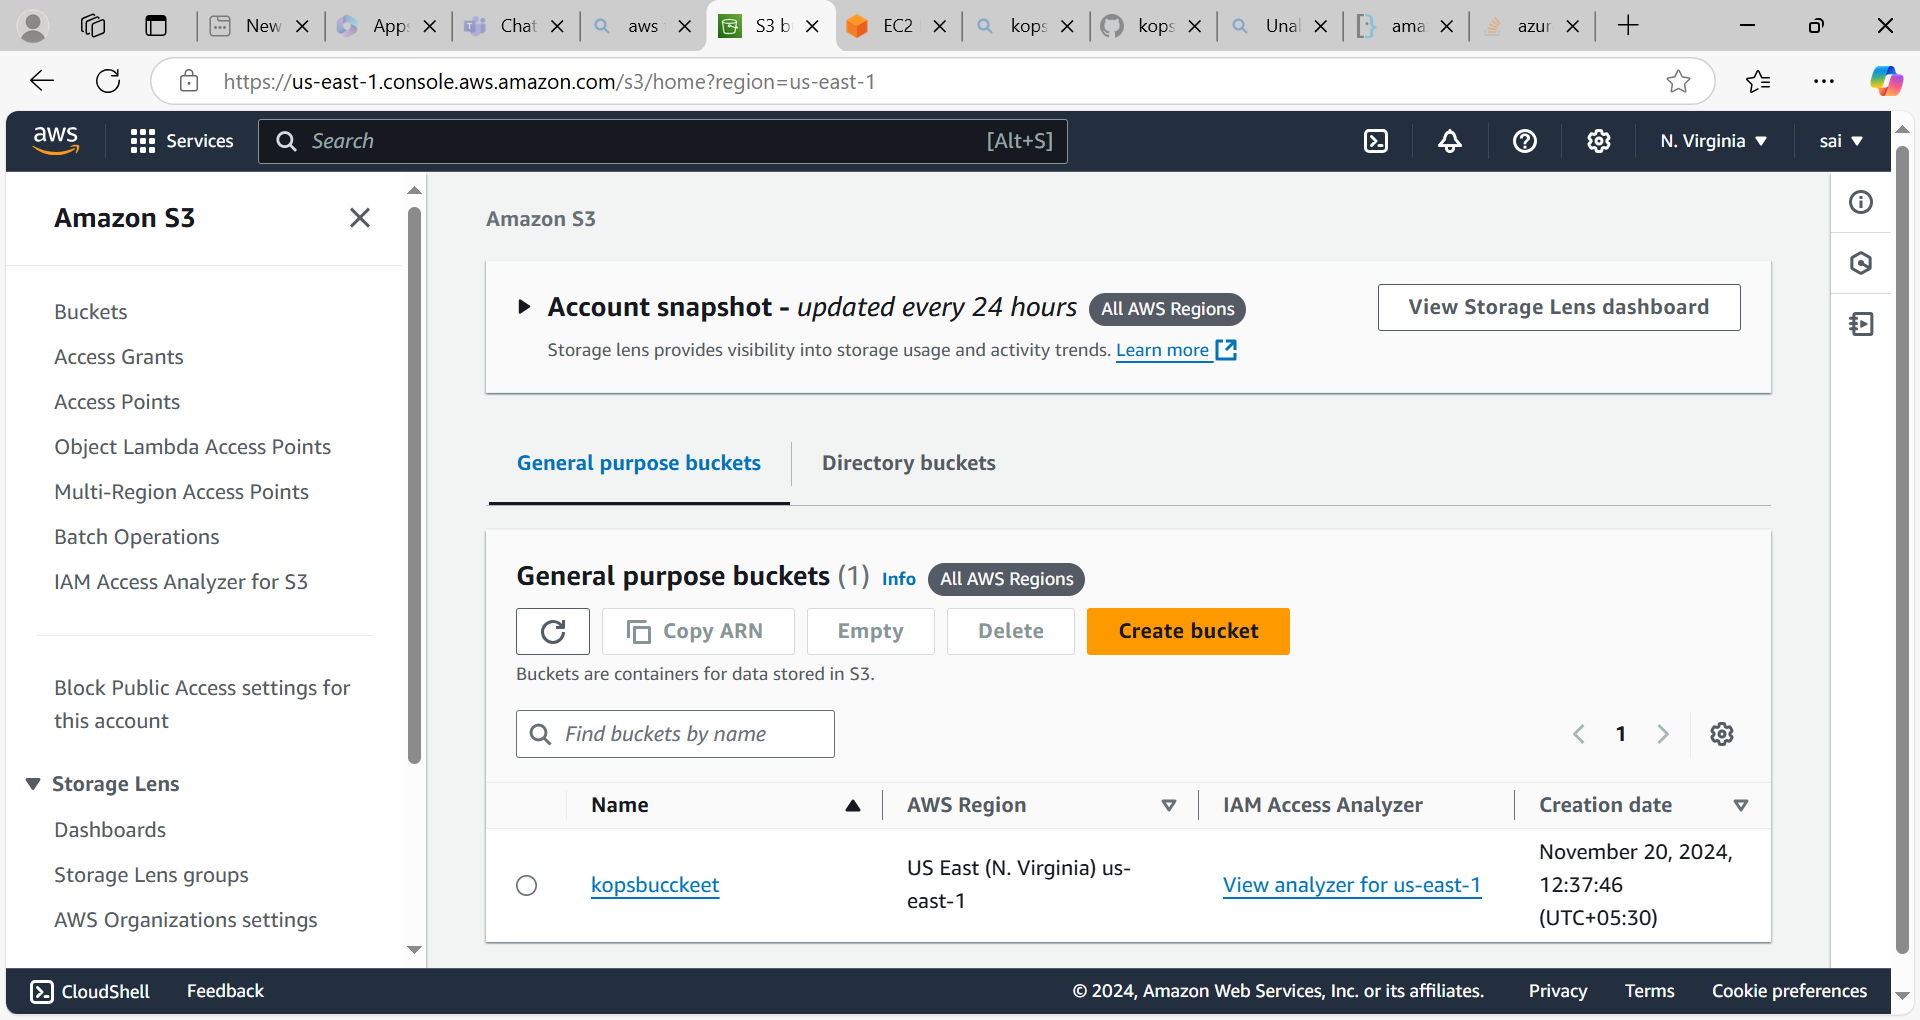 New
Apps
Chat
aws
S3 b
EC2
kops
kops
Unal
ama
azur
https://us-east-1.console.aws.amazon.com/s3/home?region=us-east-1
aws
Services
Search
[Alt+S]
N. Virginia
sai
Amazon S3
Buckets
Access Grants
Access Points
Object Lambda Access Points
Multi-Region Access Points
Batch Operations
IAM Access Analyzer for S3
Block Public Access settings for
this account
Storage Lens
Dashboards
Storage Lens groups
AWS Organizations settings
Amazon S3
Account snapshot - updated every 24 hours
All AWS Regions
View Storage Lens dashboard
Storage lens provides visibility into storage usage and activity trends. Learn more
General purpose buckets
Directory buckets
General purpose buckets (1) Info All AWS Regions
Copy ARN
Empty
Delete
Create bucket
Buckets are containers for data stored in S3.
Find buckets by name
1
Name
AWS Region
IAM Access Analyzer
Creation date
kopsbucckeet
US East (N. Virginia) us-
east-1
View analyzer for us-east-1
November 20, 2024,
12:37:46
(UTC+05:30)
CloudShell
Feedback
© 2024, Amazon Web Services, Inc. or its affiliates.
Privacy
Terms
Cookie preferences